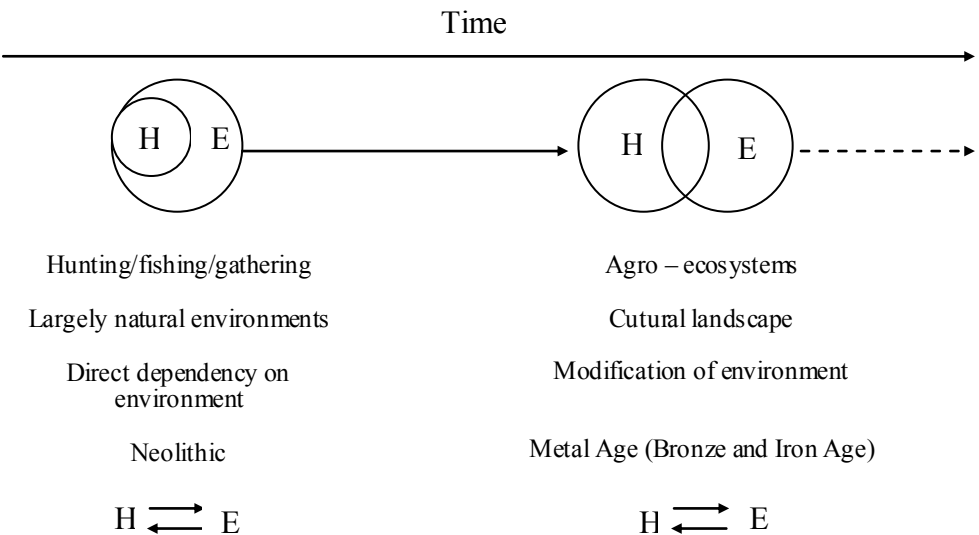 Time
H E
H E
Hunting/fishing/gathering
Agro – ecosystems
Largely natural environments
Cutural landscape
Direct dependency on
environment
Modification of environment
Neolithic
Metal Age (Bronze and Iron Age)
H E
H E